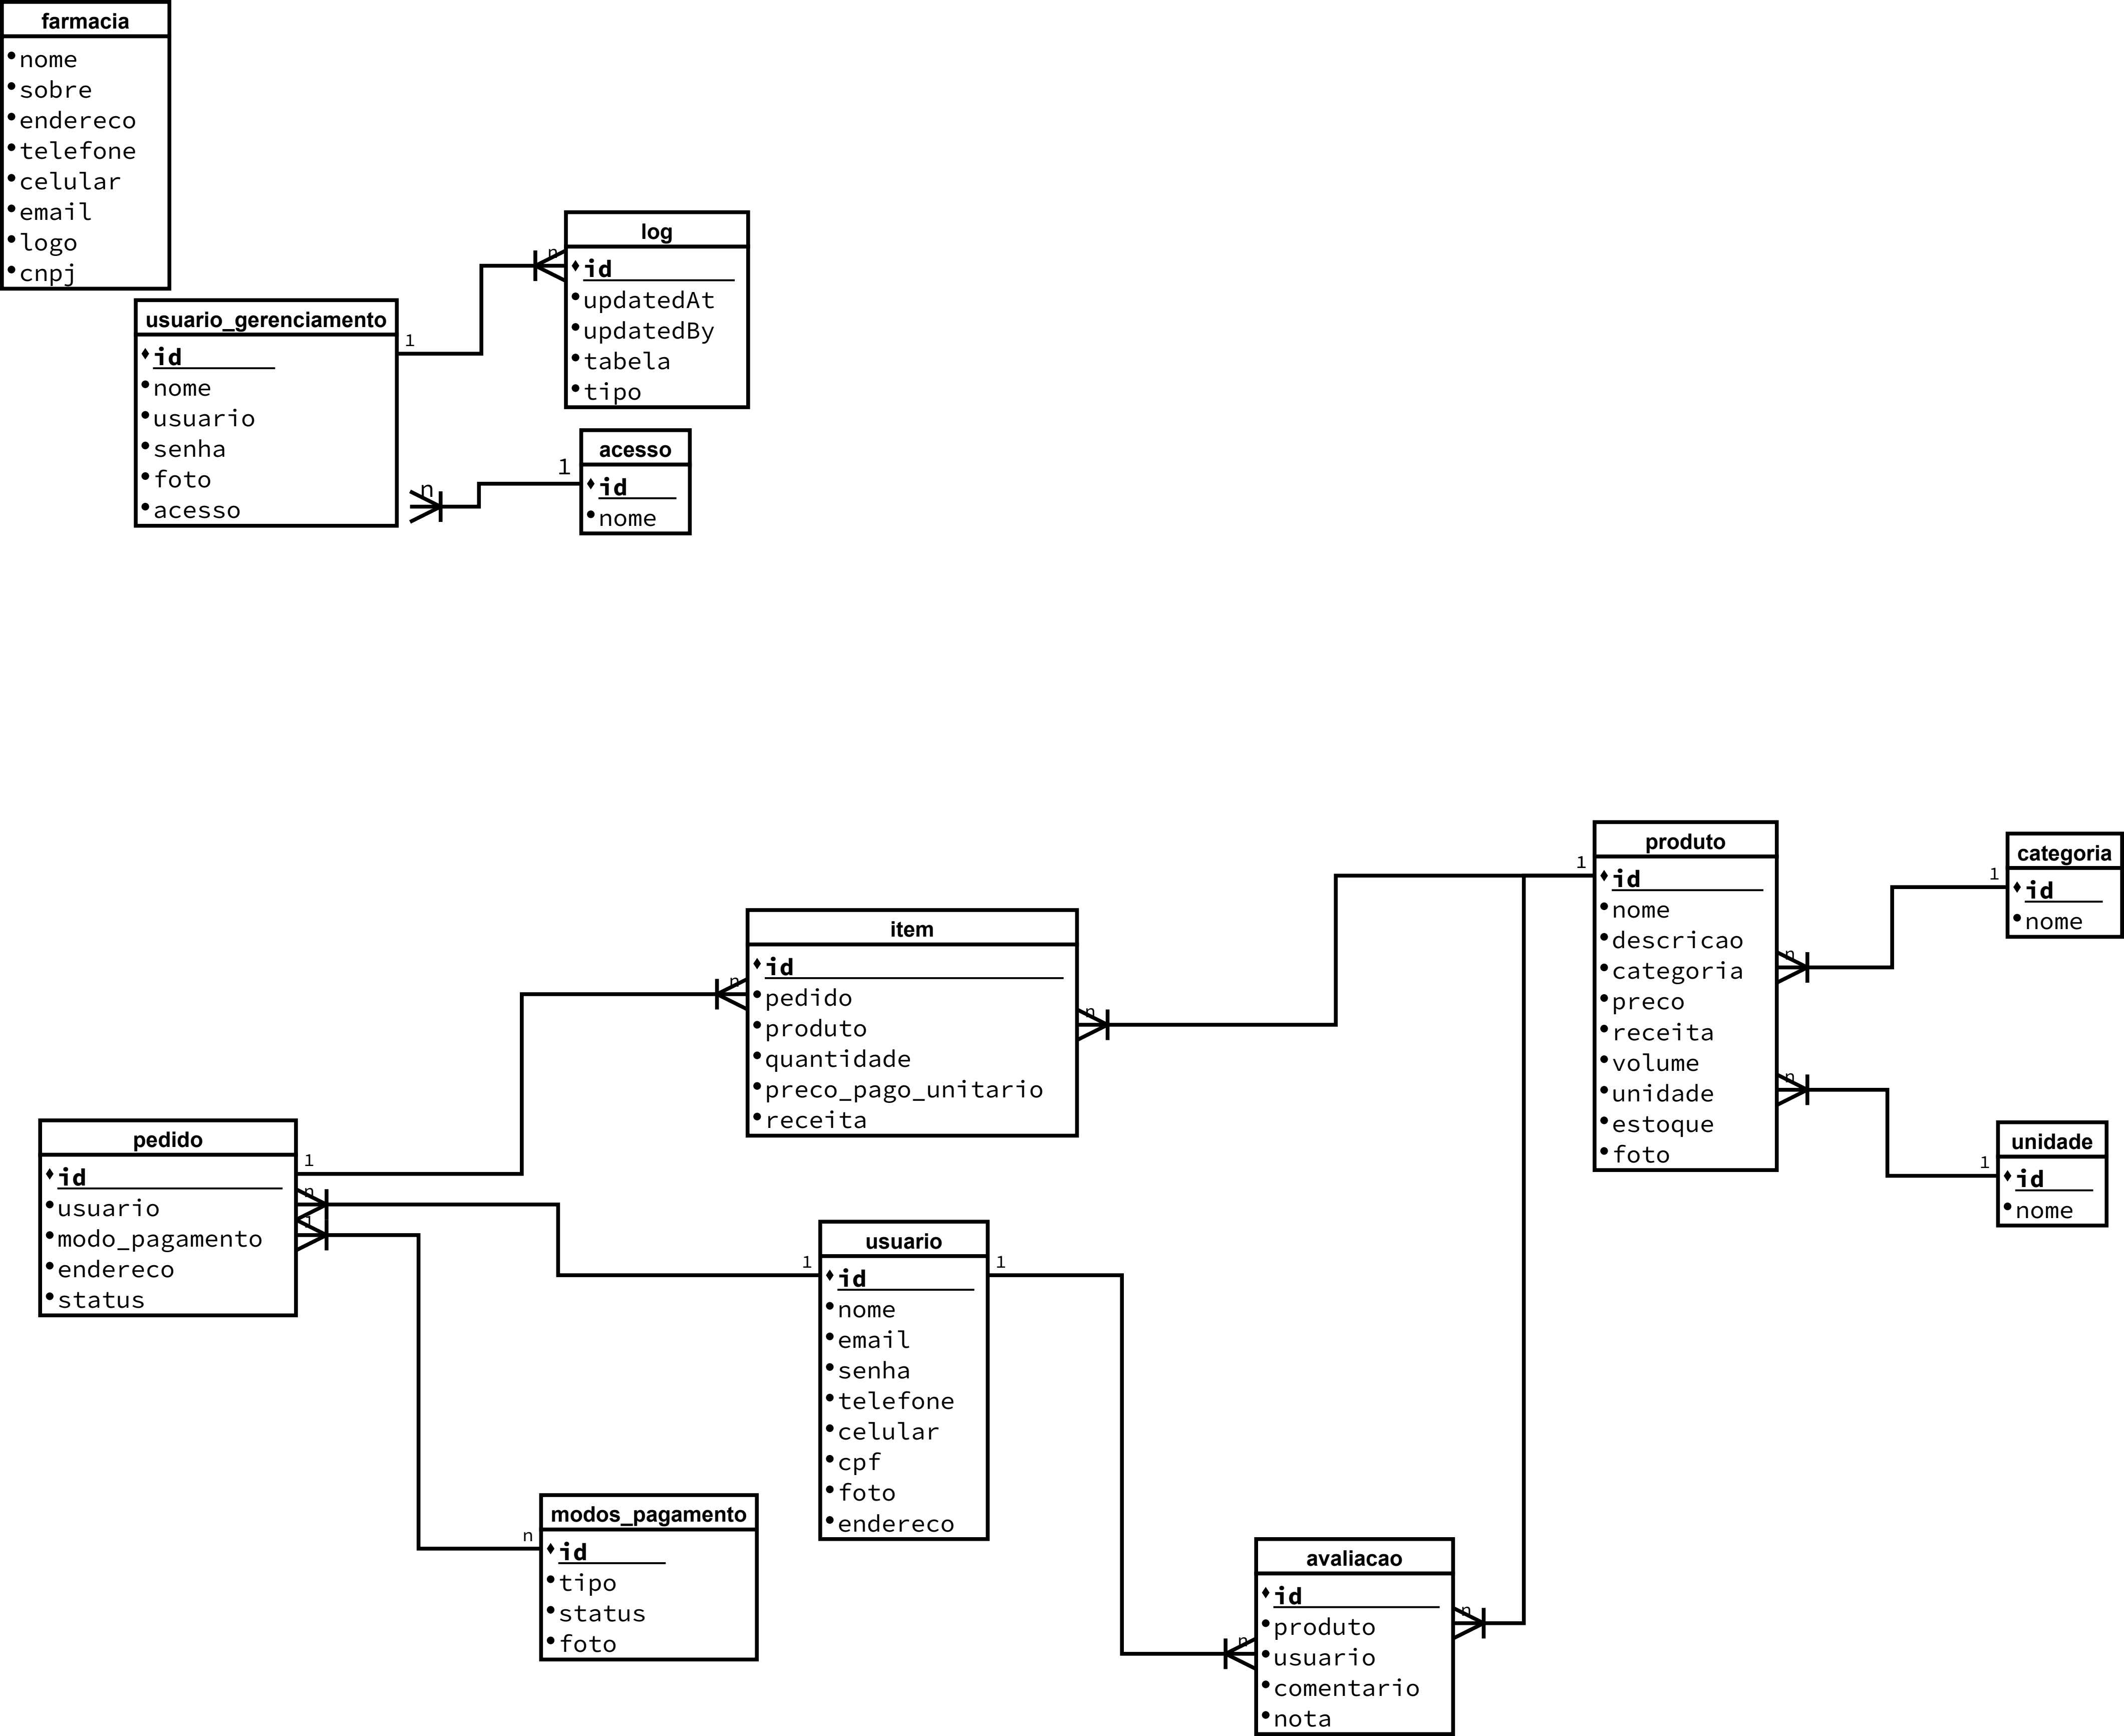 farmacia
nome
sobre
endereco
telefone
celular
email
logo
cnpj
usuario_gerenciamento
id
nome
usuario
senha
foto
acesso
1
n
log
id
updatedAt
updatedBy
tabela
tipo
n
1
acesso
id
nome
pedido
id
usuario
modo_pagamento
endereco
status
1
n
1
n
item
id
pedido
produto
quantidade
preco_pago_unitario
receita
n
1
usuario
id
nome
email
senha
telefone
celular
cpf
foto
endereco
1
n
modos_pagamento
id
tipo
status
foto
n
avaliacao
id
produto
usuario
comentario
nota
n
1
produto
id
nome
descricao
categoria
preco
receita
volume
unidade
estoque
foto
n
n
1
categoria
id
nome
1
unidade
id
nome